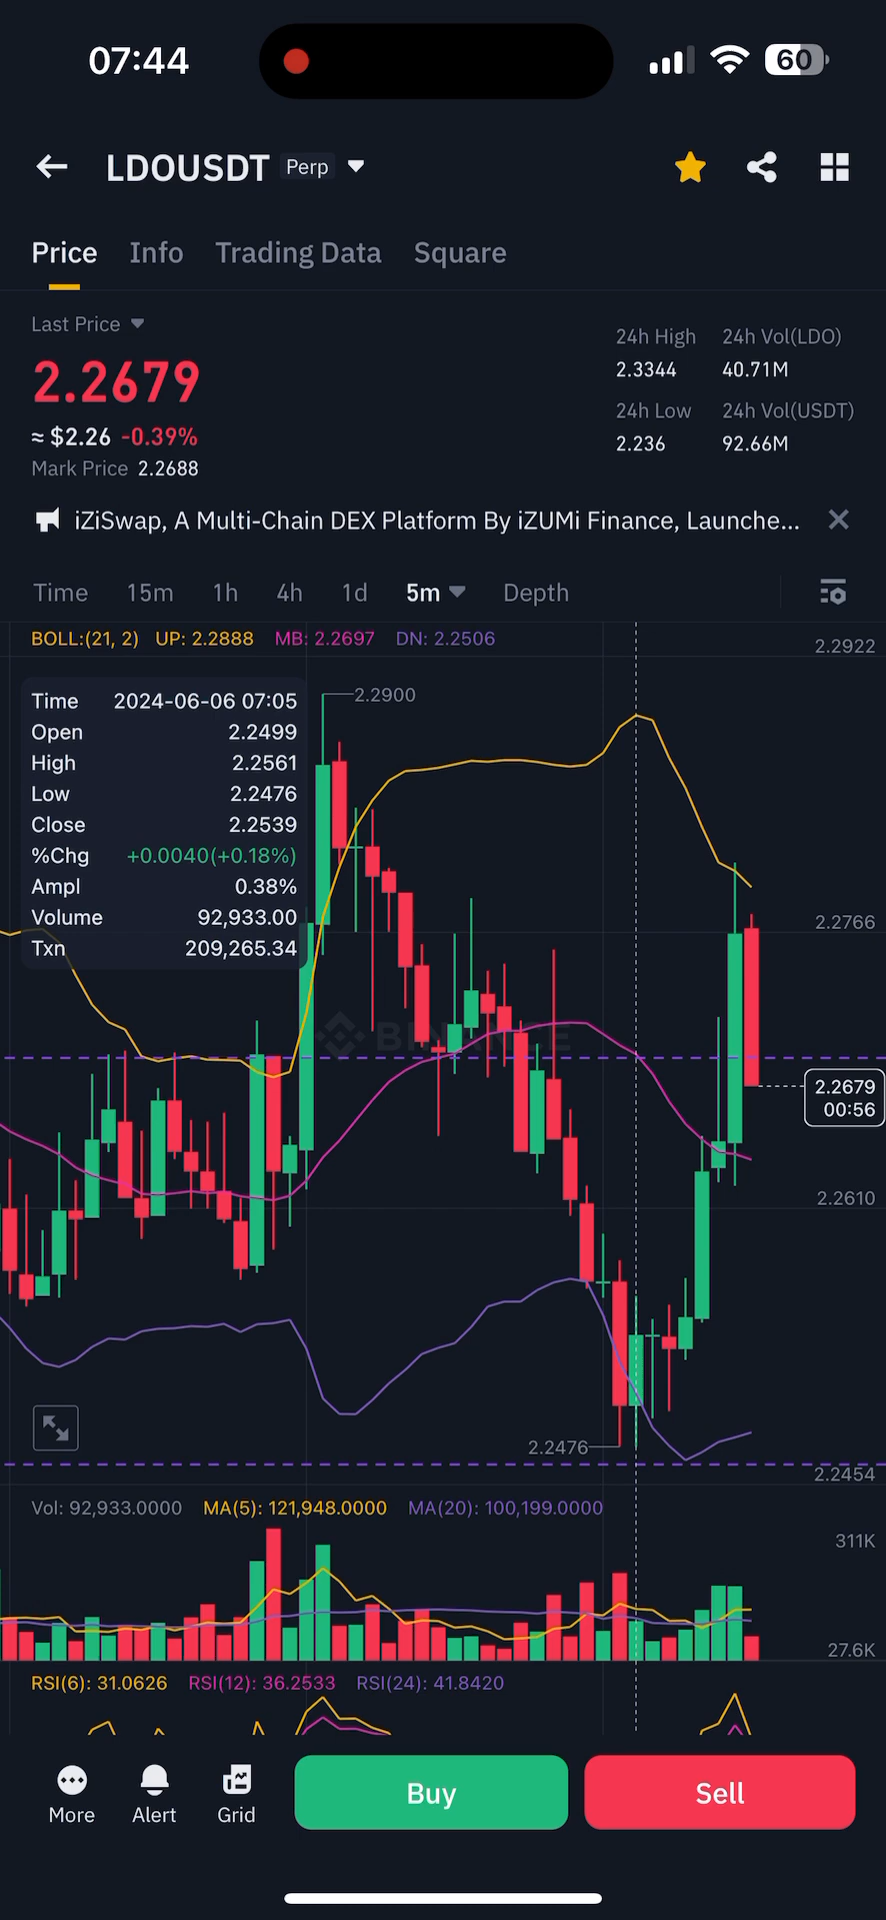 07:44
60
LDOUSDT Perp
Price Info Trading Data Square
Last Price
2.2679
≈ $2.26 -0.39%
Mark Price 2.2688
24h High 24h Vol(LDO)
2.3344 40.71M
24h Low 24h Vol(USDT)
2.236 92.66M
iZiSwap, A Multi-Chain DEX Platform By iZUMi Finance, Launche...
Time 15m 1h 4h 1d 5m Depth
BOLL:(21, 2) UP: 2.2888 MB: 2.2697 DN: 2.2506
2.2922
Time 2024-06-06 07:05
Open 2.2499
High 2.2561
Low 2.2476
Close 2.2539
%Chg +0.0040(+0.18%)
Ampl 0.38%
Volume 92,933.00
Txn 209,265.34
2.2900
2.2766
BINANCE
2.2679
00:56
2.2610
2.2476
2.2454
Vol: 92,933.0000 MA(5): 121,948.0000 MA(20): 100,199.0000
311K
27.6K
RSI(6): 31.0626 RSI(12): 36.2533 RSI(24): 41.8420
More Alert Grid Buy Sell